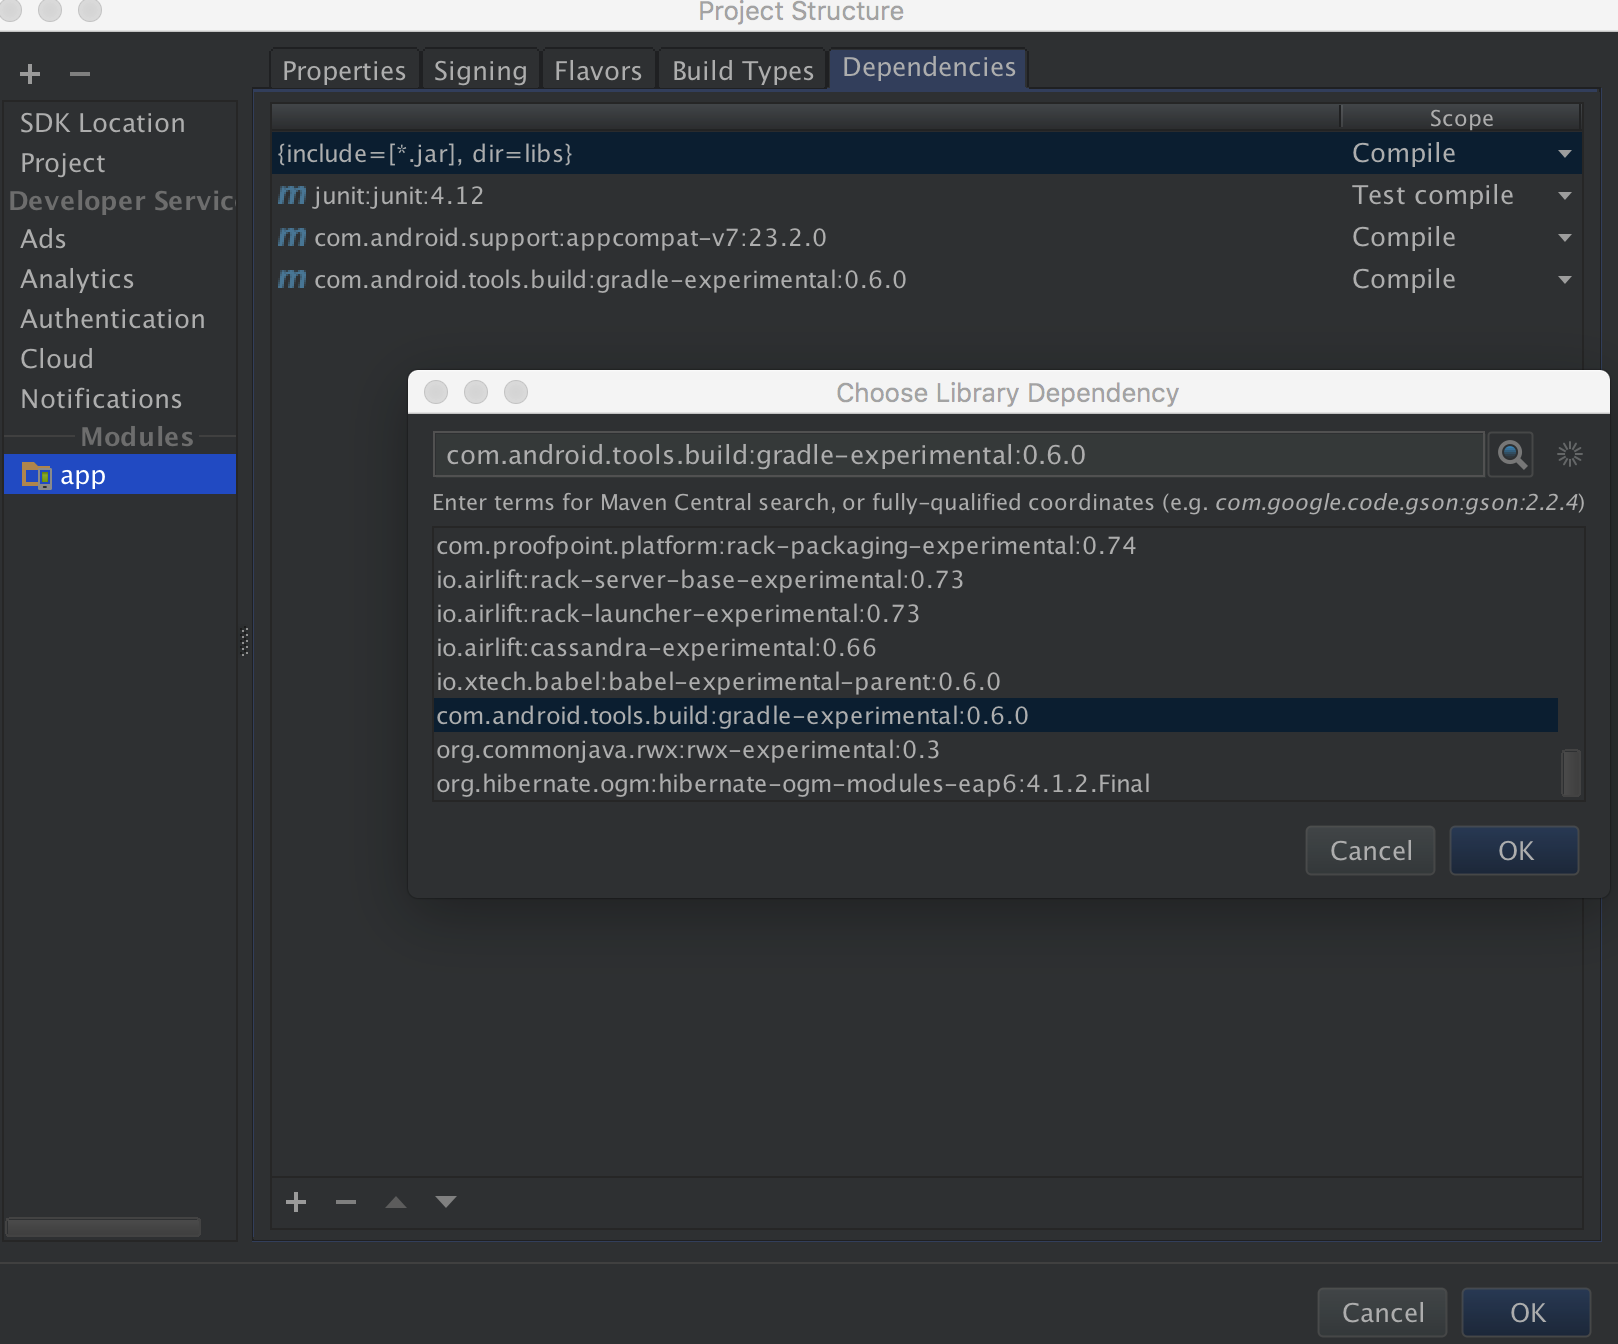 Project Structure
Properties
Signing
Flavors
Build Types
Dependencies
SDK Location
Project
Developer Servic
Ads
Analytics
Authentication
Cloud
Notifications
Modules
app
Scope
{include=[*.jar], dir=libs} Compile
m junit:junit:4.12 Test compile
m com.android.support:appcompat-v7:23.2.0 Compile
m com.android.tools.build:gradle-experimental:0.6.0 Compile
Choose Library Dependency
com.android.tools.build:gradle-experimental:0.6.0
Enter terms for Maven Central search, or fully-qualified coordinates (e.g. com.google.code.gson:gson:2.2.4)
com.proofpoint.platform:rack-packaging-experimental:0.74
io.airlift:rack-server-base-experimental:0.73
io.airlift:rack-launcher-experimental:0.73
io.airlift:cassandra-experimental:0.66
io.xtech.babel:babel-experimental-parent:0.6.0
com.android.tools.build:gradle-experimental:0.6.0
org.commonjava.rwx:rwx-experimental:0.3
org.hibernate.ogm:hibernate-ogm-modules-eap6:4.1.2.Final
Cancel
OK
Cancel
OK